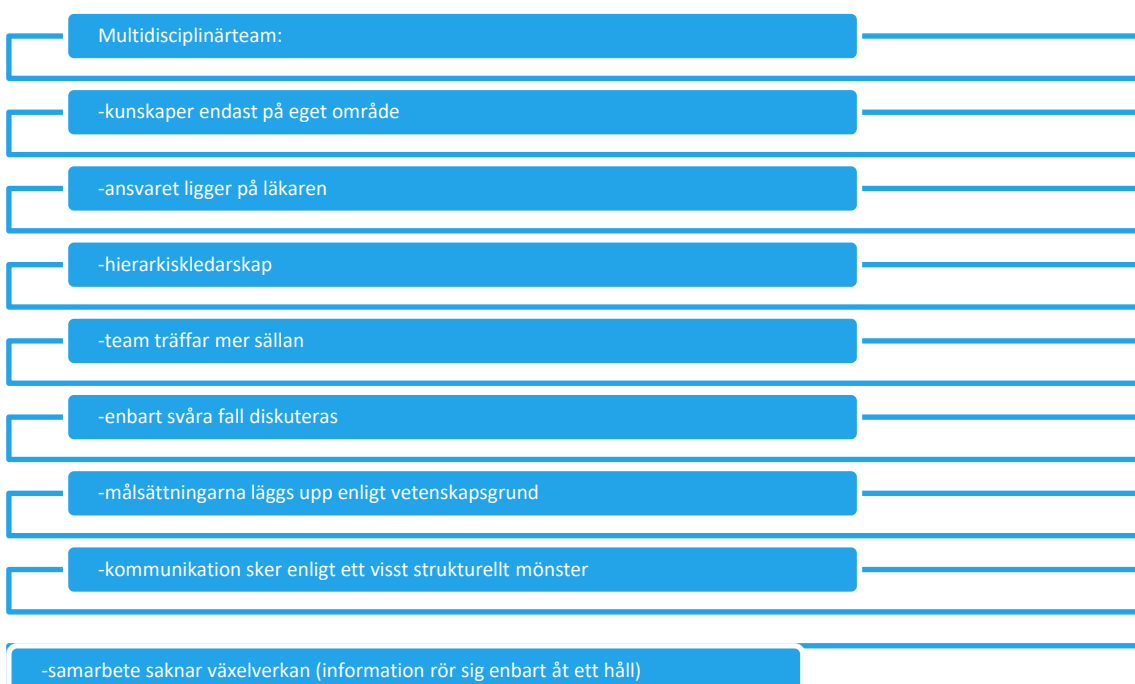 Multidisciplinärteam:
-kunskaper endast på eget område
-ansvaret ligger på läkaren
-hierarkiskledarskap
-team träffar mer sällan
-enbart svåra fall diskuteras
-målsättningarna läggs upp enligt vetenskapsgrund
-kommunikation sker enligt ett visst strukturellt mönster
-samarbete saknar växelverkan (information rör sig enbart åt ett håll)